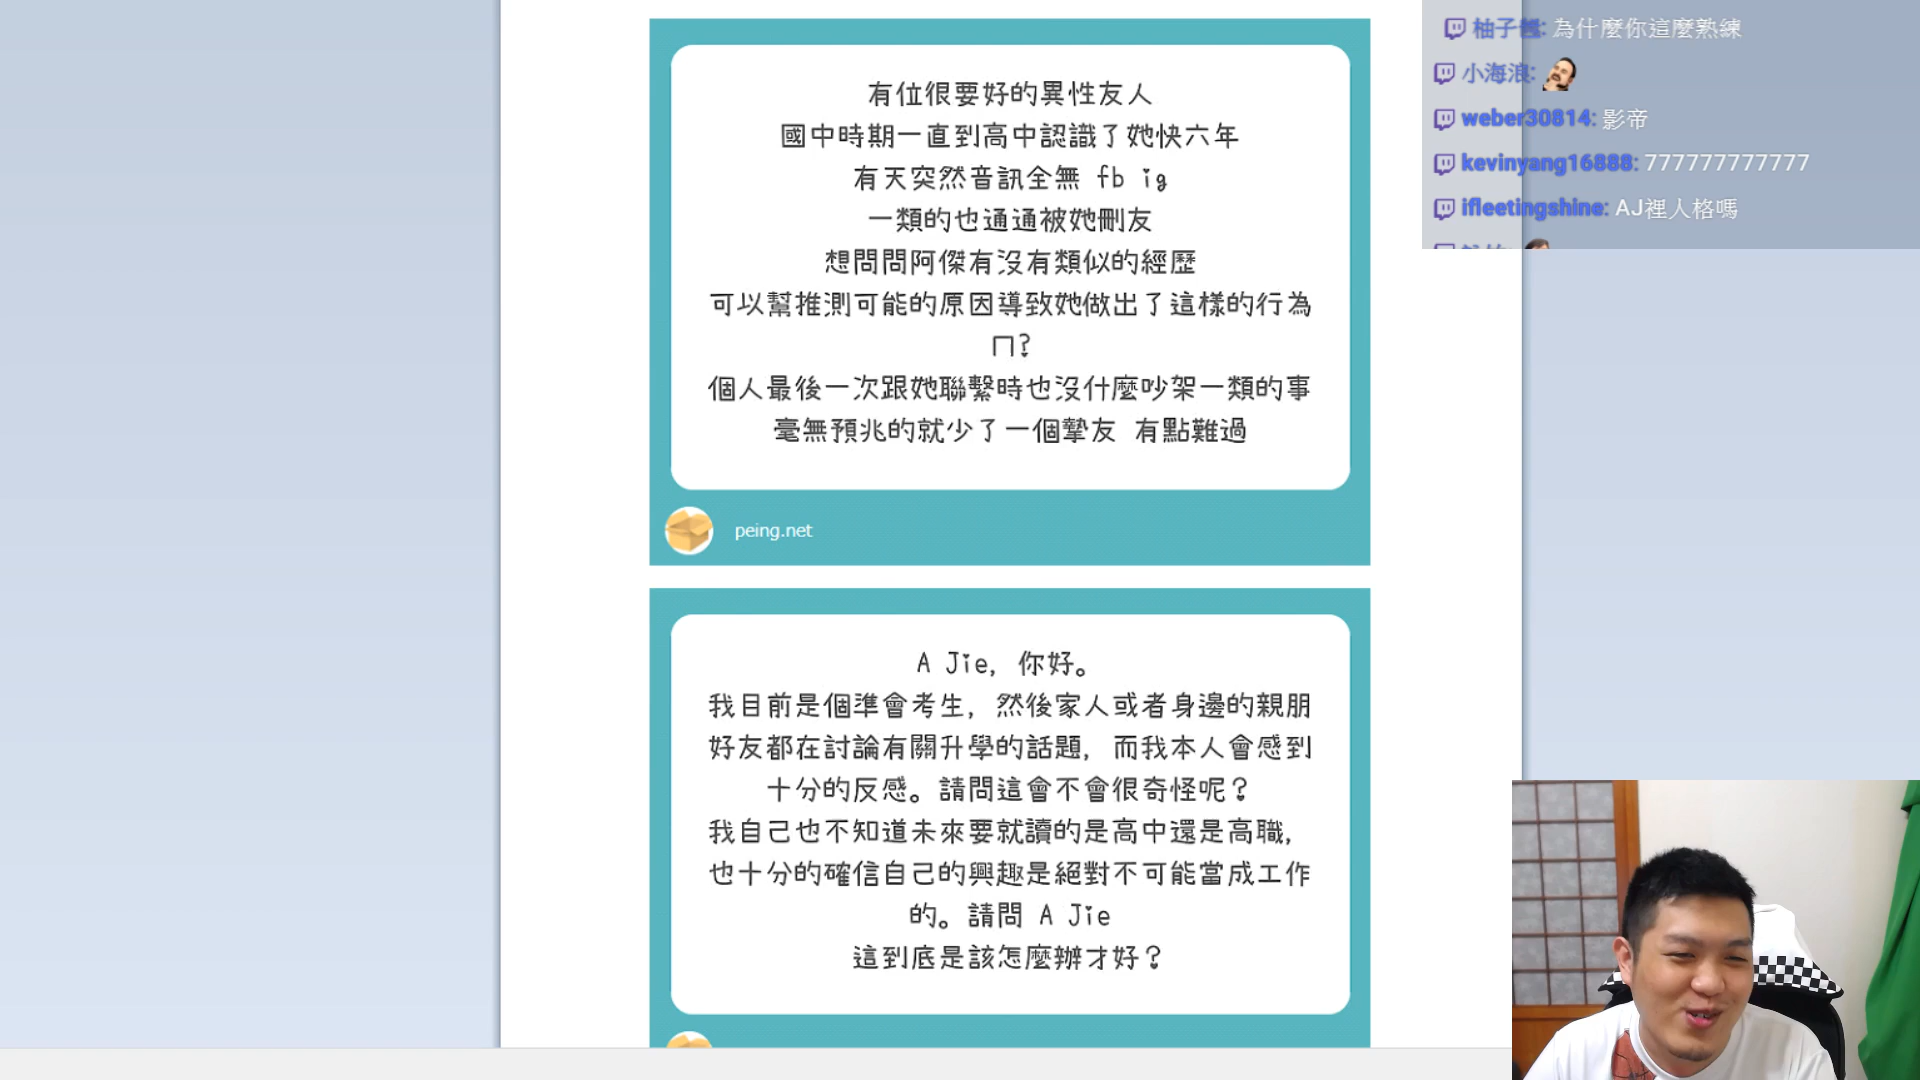 有位很要好的異性友人
國中時期一直到高中認識了她快六年
有天突然音訊全無 fb ig
一類的也通通被她刪友
想問問阿傑有沒有類似的經歷
可以幫推測可能的原因導致她做出了這樣的行為
ㄇ?
個人最後一次跟她聯繫時也沒什麼吵架一類的事
毫無預兆的就少了一個摯友 有點難過
peing.net
A Jie, 你好。
我目前是個準會考生, 然後家人或者身邊的親朋
好友都在討論有關升學的話題, 而我本人會感到
十分的反感。請問這會不會很奇怪呢?
我自己也不知道未來要就讀的是高中還是高職,
也十分的確信自己的興趣是絕對不可能當成工作
的。請問 A Jie
這到底是該怎麼辦才好?
柚子醬: 為什麼你這麼熟練
小海浪:
weber30814: 影帝
kevinyang16888: 777777777777
ifleetingshine: AJ裡人格嗎